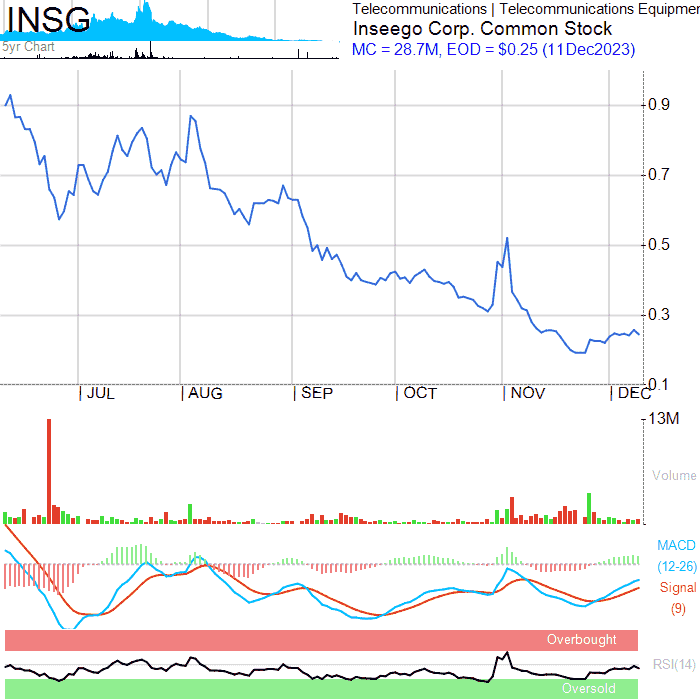 INSG
5yr Chart
Telecommunications | Telecommunications Equipmen
Inseego Corp. Common Stock
MC = 28.7M, EOD = $0.25 (11Dec2023)
0.9
0.7
0.5
0.3
0.1
| JUL
| AUG
| SEP
| OCT
| NOV
| DEC
13M
Volume
MACD
(12-26)
Signal
(9)
Overbought
RSI(14)
Oversold